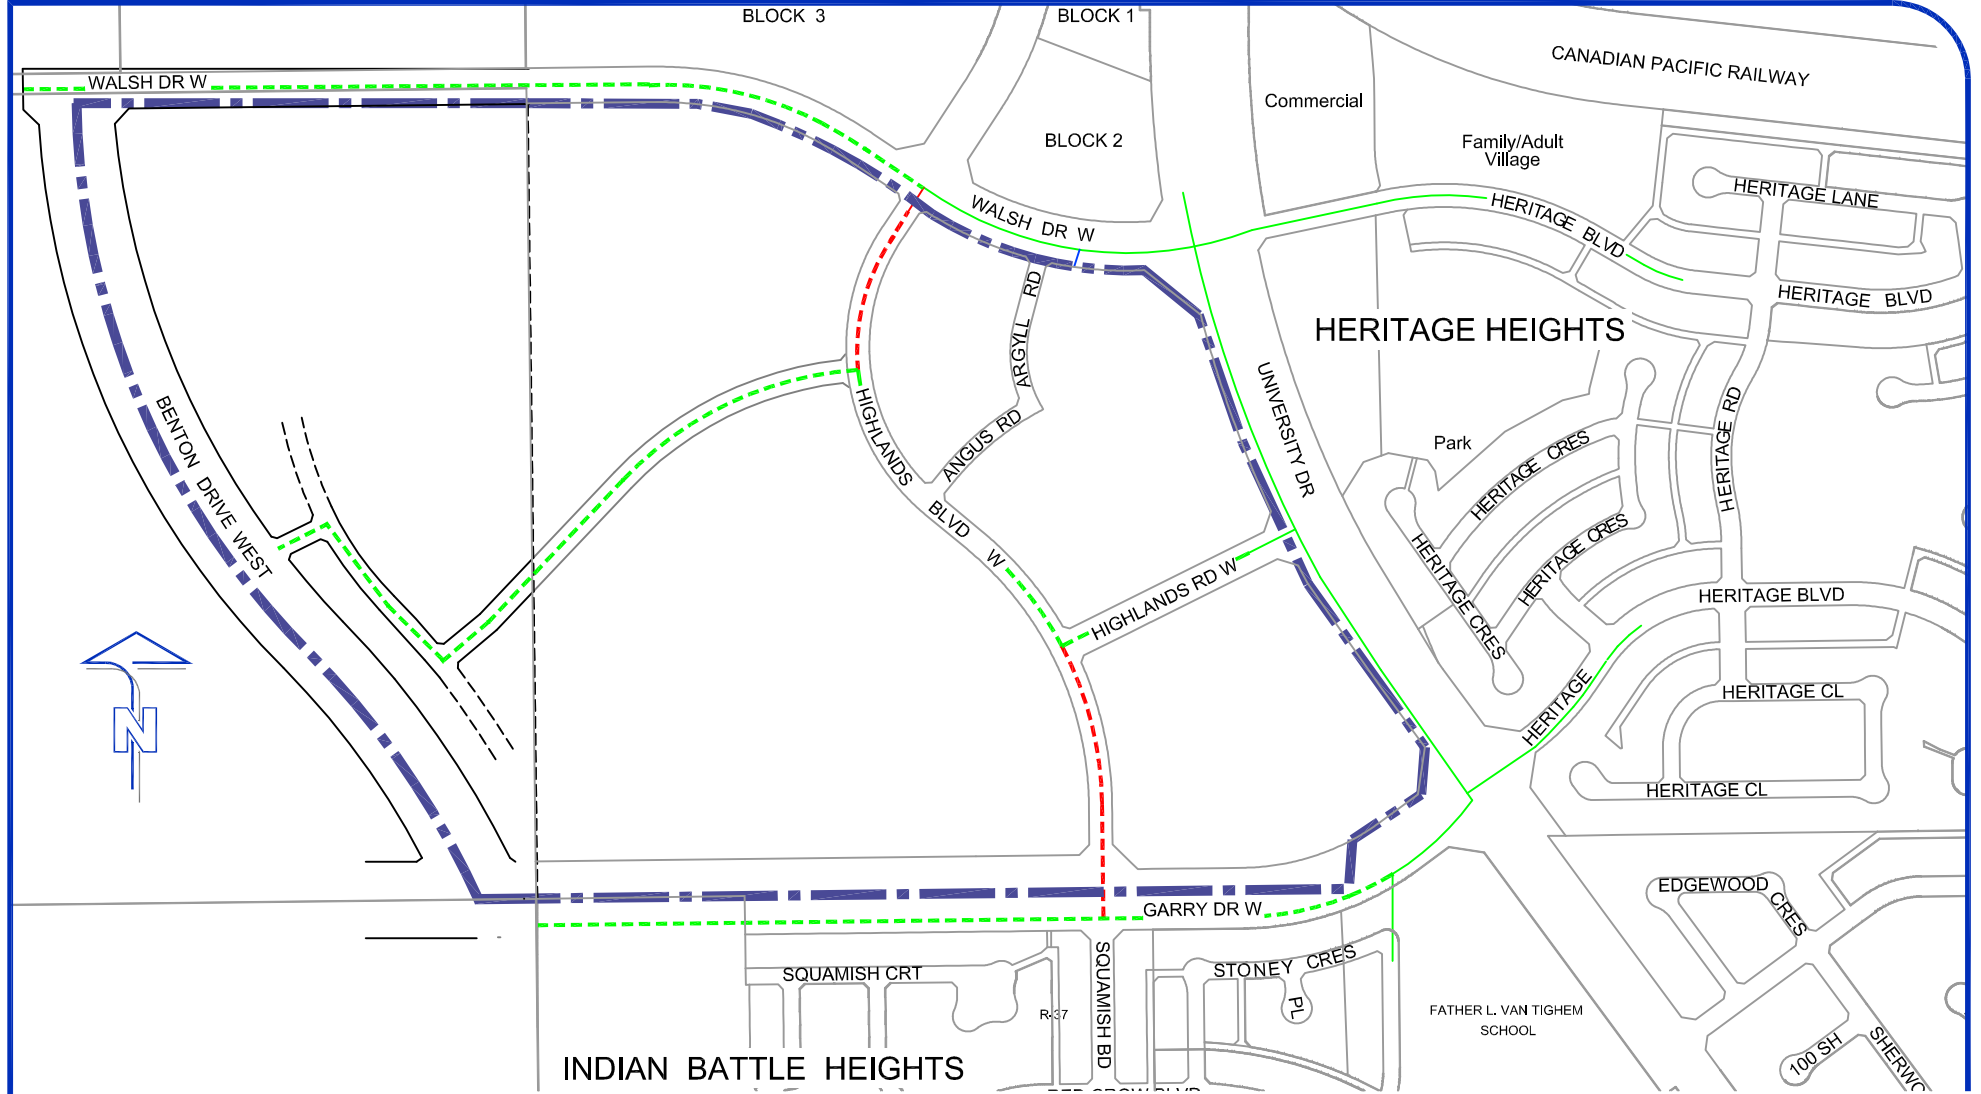 BLOCK 3
BLOCK 1
CANADIAN PACIFIC RAILWAY
WALSH DR W
Commercial
BLOCK 2
Family/Adult
Village
HERITAGE LANE
WALSH DR W
HERITAGE BLVD
HERITAGE BLVD
ARGYLL RD
HERITAGE HEIGHTS
UNIVERSITY DR
HIGHLANDS BLVD W
ANGUS RD
BENTON DRIVE WEST
Park
HERITAGE RD
HERITAGE CRES
HERITAGE CRES
HERITAGE CRES
HIGHLANDS RD W
HERITAGE BLVD
HERITAGE
HERITAGE CL
N
HERITAGE CL
EDGEWOOD CRES
GARRY DR W
SQUAMISH CRT
SQUAMISH BD
STONEY CRES
PL
R-37
FATHER L. VAN TIGHEM
SCHOOL
100 SH
SHERWO
INDIAN BATTLE HEIGHTS